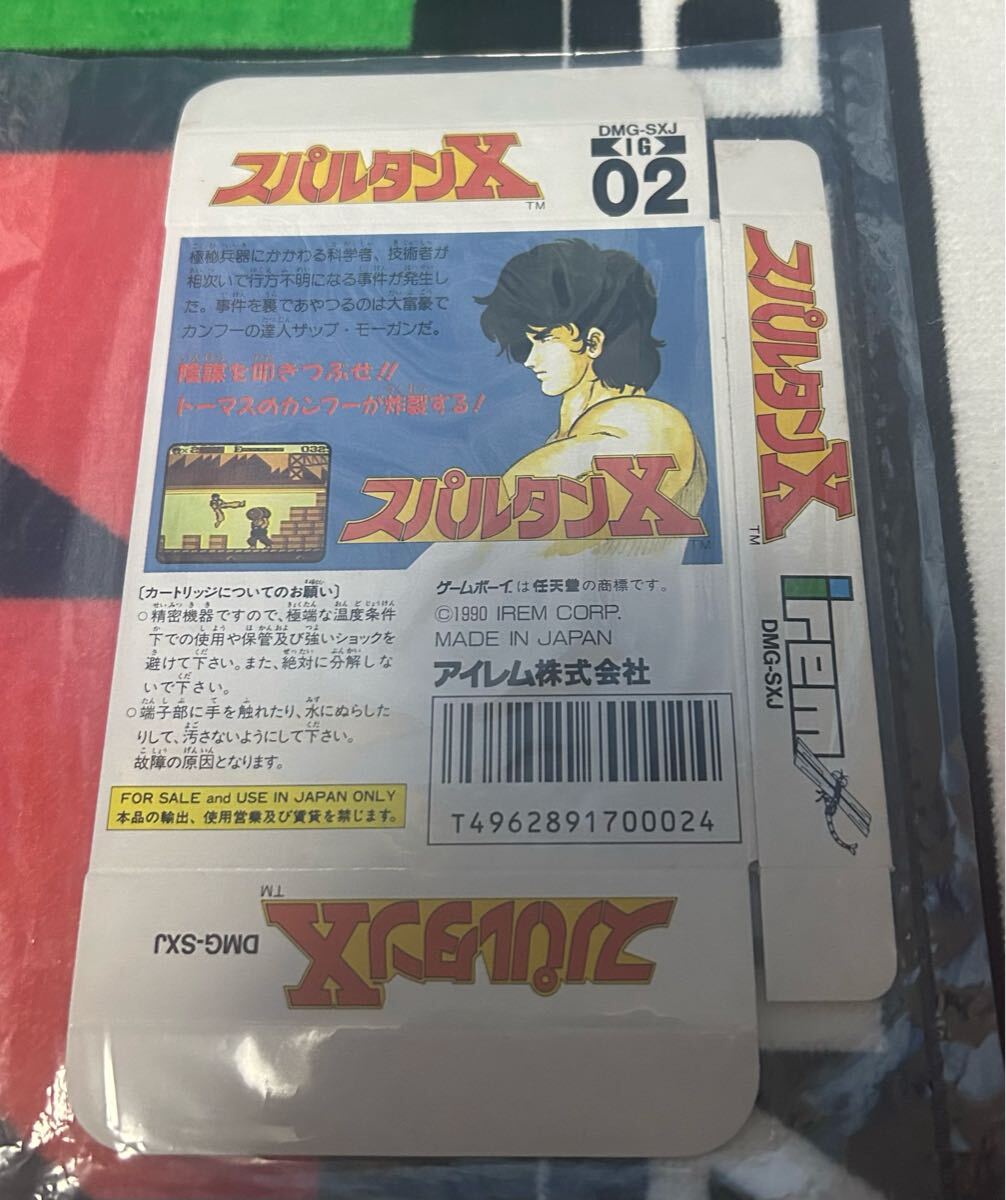 スパルタンX
TM
DMG-SXJ
IG
02
極秘兵器にかかわる科学者、技術者が
相次いで行方不明になる事件が発生し
た。事件を裏であやつるのは大富豪で
カンフーの達人ザップ・モーガンだ。
陰謀を叩きつぶせ!!
トーマスのカンフーが炸裂する!
032
スパルタンX
TM
〔カートリッジについてのお願い〕
○精密機器ですので、極端な温度条件
下での使用や保管及び強いショックを
避けて下さい。また、絶対に分解しな
いで下さい。
○端子部に手を触れたり、水にぬらした
りして、汚さないようにして下さい。
故障の原因となります。
FOR SALE and USE IN JAPAN ONLY
本品の輸出、使用営業及び賃貸を禁じます。
ゲームボーイは任天堂の商標です。
©1990 IREM CORP.
MADE IN JAPAN
アイレム株式会社
T4962891700024
スパルタンX
TM
DMG-SXJ
スパルタンX
TM
irem
DMG-SXJ